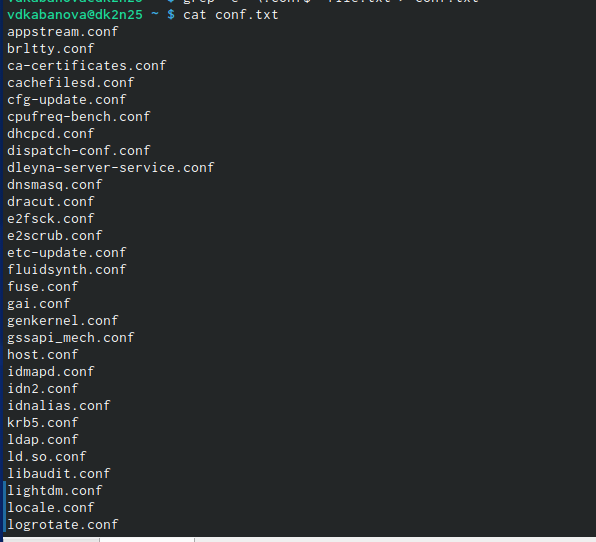 vdkabanova@dk2n25 ~ $ cat conf.txt
appstream.conf
brltty.conf
ca-certificates.conf
cachefilesd.conf
cfg-update.conf
cpufreq-bench.conf
dhcpcd.conf
dispatch-conf.conf
dleyna-server-service.conf
dnsmasq.conf
dracut.conf
e2fsck.conf
e2scrub.conf
etc-update.conf
fluidsynth.conf
fuse.conf
gai.conf
genkernel.conf
gssapi_mech.conf
host.conf
idmapd.conf
idn2.conf
idnalias.conf
krb5.conf
ldap.conf
ld.so.conf
libaudit.conf
lightdm.conf
locale.conf
logrotate.conf